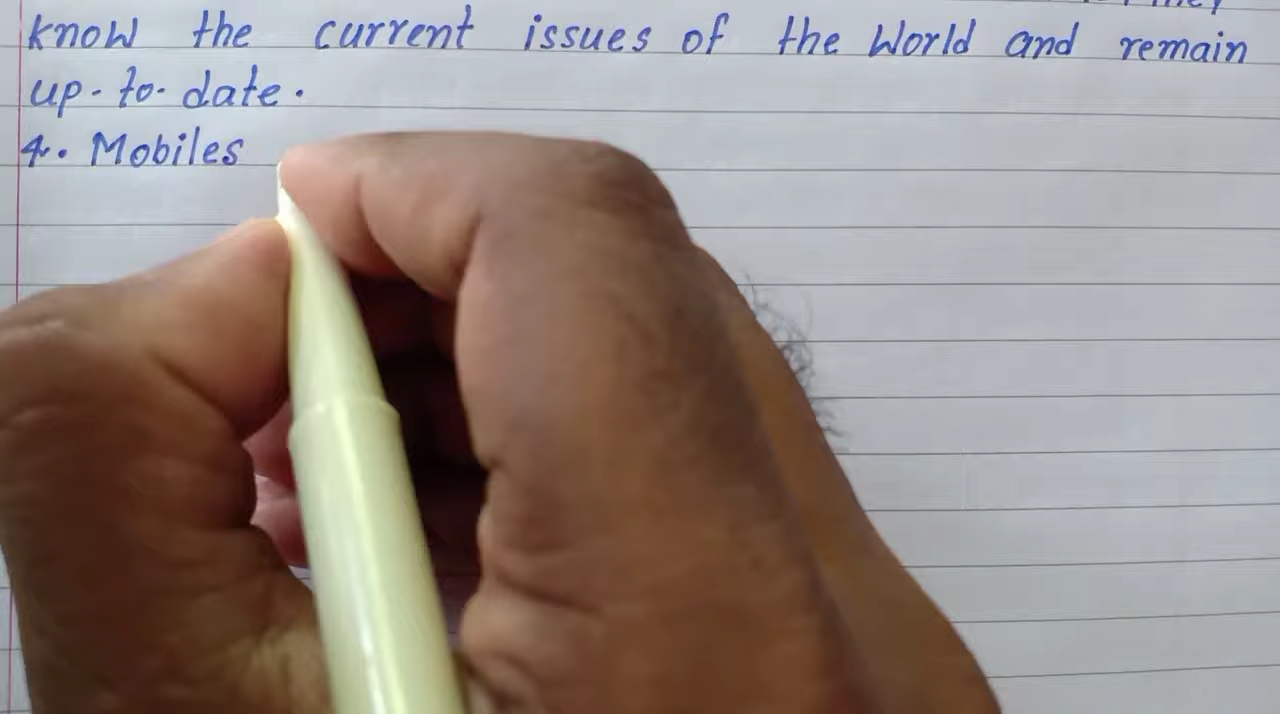 know the current issues of the World and remain
up-to-date.
4. Mobiles